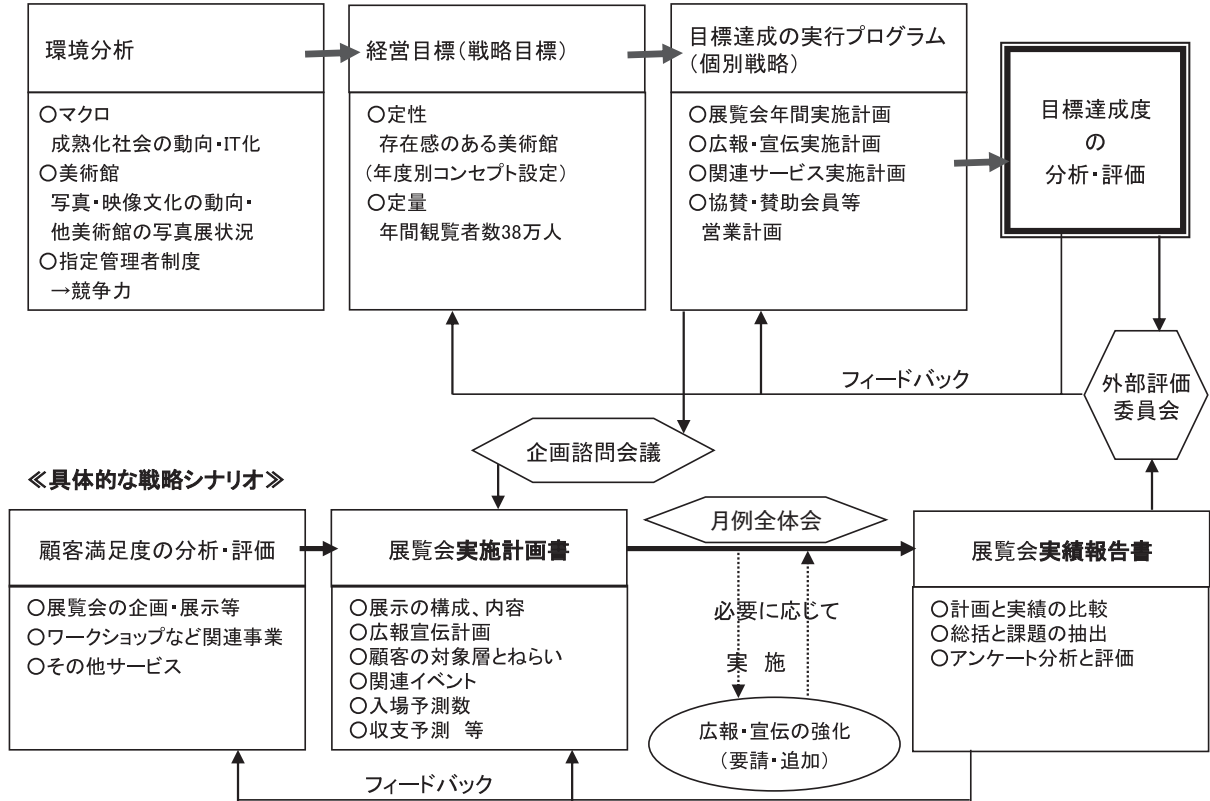 環境分析
○マクロ
成熟化社会の動向・IT化
○美術館
写真・映像文化の動向・
他美術館の写真展状況
○指定管理者制度
→競争力
経営目標(戦略目標)
○定性
存在感のある美術館
(年度別コンセプト設定)
○定量
年間観覧者数38万人
目標達成の実行プログラム
(個別戦略)
○展覧会年間実施計画
○広報・宣伝実施計画
○関連サービス実施計画
○協賛・賛助会員等
営業計画
目標達成度
の
分析・評価
フィードバック
外部評価
委員会
企画諮問会議
≪具体的な戦略シナリオ≫
顧客満足度の分析・評価
○展覧会の企画・展示等
○ワークショップなど関連事業
○その他サービス
展覧会実施計画書
○展示の構成、内容
○広報宣伝計画
○顧客の対象層とねらい
○関連イベント
○入場予測数
○収支予測 等
月例全体会
必要に応じて
実 施
広報・宣伝の強化
(要請・追加)
展覧会実績報告書
○計画と実績の比較
○総括と課題の抽出
○アンケート分析と評価
フィードバック